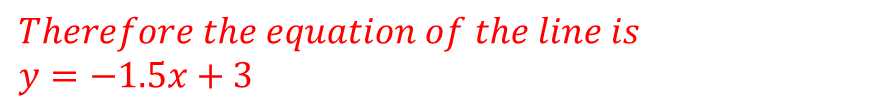 Therefore the equation of the line is
y = −1.5x + 3